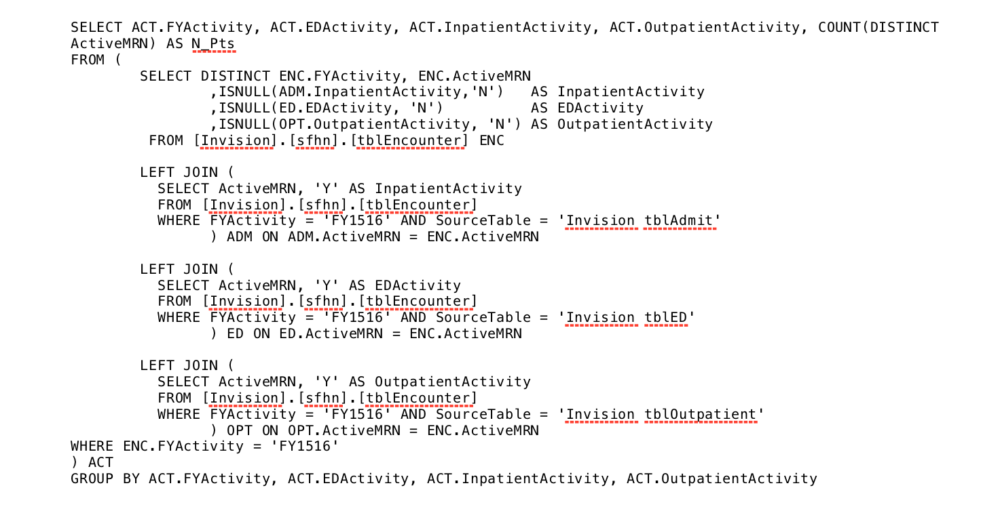 SELECT ACT.FYActivity, ACT.EDActivity, ACT.InpatientActivity, ACT.OutpatientActivity, COUNT(DISTINCT
ActiveMRN) AS N_Pts
FROM (
        SELECT DISTINCT ENC.FYActivity, ENC.ActiveMRN
                ,ISNULL(ADM.InpatientActivity,'N')   AS InpatientActivity
                ,ISNULL(ED.EDActivity, 'N')          AS EDActivity
                ,ISNULL(OPT.OutpatientActivity, 'N') AS OutpatientActivity
         FROM [Invision].[sfhn].[tblEncounter] ENC

        LEFT JOIN (
          SELECT ActiveMRN, 'Y' AS InpatientActivity
          FROM [Invision].[sfhn].[tblEncounter]
          WHERE FYActivity = 'FY1516' AND SourceTable = 'Invision tblAdmit'
                ) ADM ON ADM.ActiveMRN = ENC.ActiveMRN

        LEFT JOIN (
          SELECT ActiveMRN, 'Y' AS EDActivity
          FROM [Invision].[sfhn].[tblEncounter]
          WHERE FYActivity = 'FY1516' AND SourceTable = 'Invision tblED'
                ) ED ON ED.ActiveMRN = ENC.ActiveMRN

        LEFT JOIN (
          SELECT ActiveMRN, 'Y' AS OutpatientActivity
          FROM [Invision].[sfhn].[tblEncounter]
          WHERE FYActivity = 'FY1516' AND SourceTable = 'Invision tblOutpatient'
                ) OPT ON OPT.ActiveMRN = ENC.ActiveMRN
WHERE ENC.FYActivity = 'FY1516'
) ACT
GROUP BY ACT.FYActivity, ACT.EDActivity, ACT.InpatientActivity, ACT.OutpatientActivity